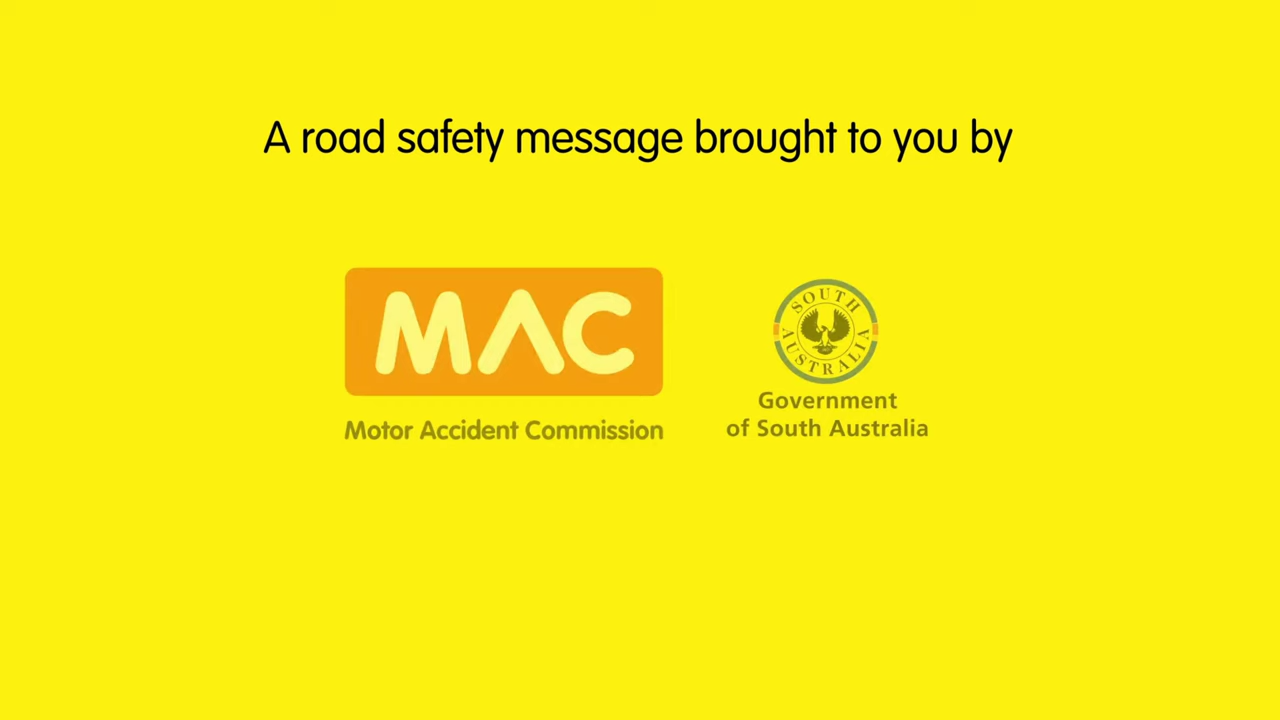 A road safety message brought to you by
MAC
Motor Accident Commission
SOUTH
AUSTRALIA
Government
of South Australia